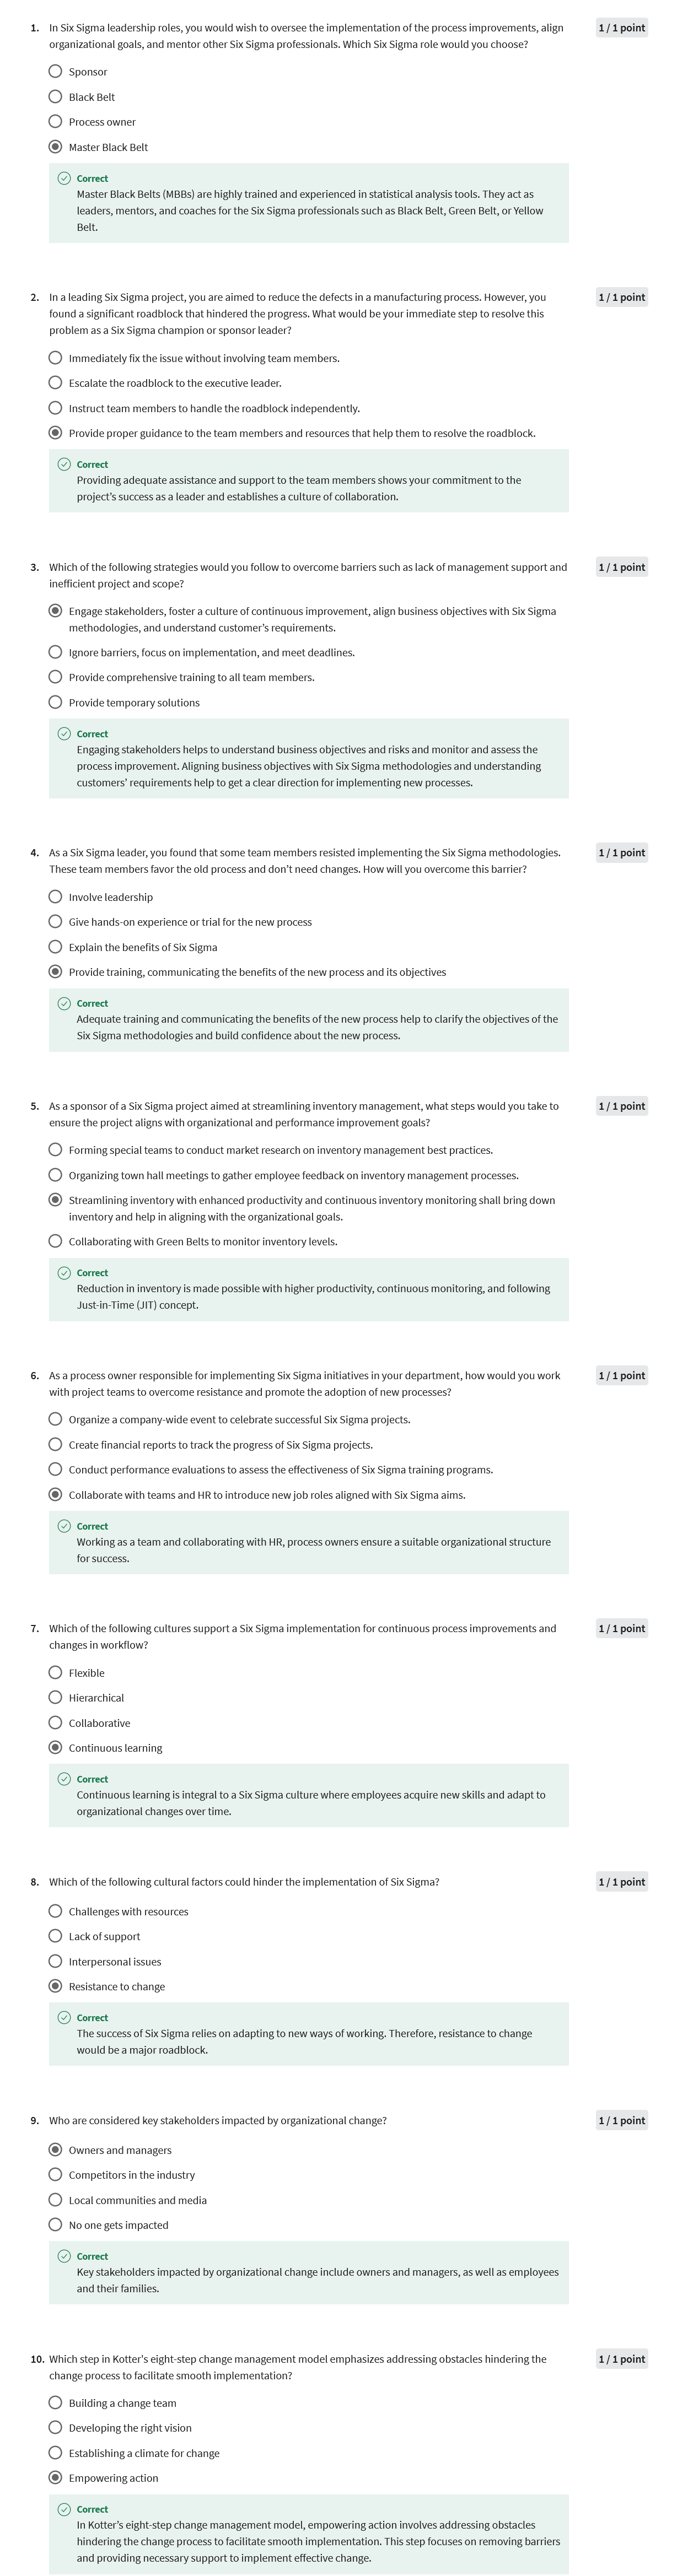 1. In Six Sigma leadership roles, you would wish to oversee the implementation of the process improvements, align
organizational goals, and mentor other Six Sigma professionals. Which Six Sigma role would you choose?
1 / 1 point
Sponsor
Black Belt
Process owner
Master Black Belt
Correct
Master Black Belts (MBBs) are highly trained and experienced in statistical analysis tools. They act as
leaders, mentors, and coaches for the Six Sigma professionals such as Black Belt, Green Belt, or Yellow
Belt.
2. In a leading Six Sigma project, you are aimed to reduce the defects in a manufacturing process. However, you
found a significant roadblock that hindered the progress. What would be your immediate step to resolve this
problem as a Six Sigma champion or sponsor leader?
1 / 1 point
Immediately fix the issue without involving team members.
Escalate the roadblock to the executive leader.
Instruct team members to handle the roadblock independently.
Provide proper guidance to the team members and resources that help them to resolve the roadblock.
Correct
Providing adequate assistance and support to the team members shows your commitment to the
project's success as a leader and establishes a culture of collaboration.
3. Which of the following strategies would you follow to overcome barriers such as lack of management support and
inefficient project and scope?
1 / 1 point
Engage stakeholders, foster a culture of continuous improvement, align business objectives with Six Sigma
methodologies, and understand customer's requirements.
Ignore barriers, focus on implementation, and meet deadlines.
Provide comprehensive training to all team members.
Provide temporary solutions
Correct
Engaging stakeholders helps to understand business objectives and risks and monitor and assess the
process improvement. Aligning business objectives with Six Sigma methodologies and understanding
customers' requirements help to get a clear direction for implementing new processes.
4. As a Six Sigma leader, you found that some team members resisted implementing the Six Sigma methodologies.
These team members favor the old process and don't need changes. How will you overcome this barrier?
1 / 1 point
Involve leadership
Give hands-on experience or trial for the new process
Explain the benefits of Six Sigma
Provide training, communicating the benefits of the new process and its objectives
Correct
Adequate training and communicating the benefits of the new process help to clarify the objectives of the
Six Sigma methodologies and build confidence about the new process.
5. As a sponsor of a Six Sigma project aimed at streamlining inventory management, what steps would you take to
ensure the project aligns with organizational and performance improvement goals?
1 / 1 point
Forming special teams to conduct market research on inventory management best practices.
Organizing town hall meetings to gather employee feedback on inventory management processes.
Streamlining inventory with enhanced productivity and continuous inventory monitoring shall bring down
inventory and help in aligning with the organizational goals.
Collaborating with Green Belts to monitor inventory levels.
Correct
Reduction in inventory is made possible with higher productivity, continuous monitoring, and following
Just-in-Time (JIT) concept.
6. As a process owner responsible for implementing Six Sigma initiatives in your department, how would you work
with project teams to overcome resistance and promote the adoption of new processes?
1 / 1 point
Organize a company-wide event to celebrate successful Six Sigma projects.
Create financial reports to track the progress of Six Sigma projects.
Conduct performance evaluations to assess the effectiveness of Six Sigma training programs.
Collaborate with teams and HR to introduce new job roles aligned with Six Sigma aims.
Correct
Working as a team and collaborating with HR, process owners ensure a suitable organizational structure
for success.
7. Which of the following cultures support a Six Sigma implementation for continuous process improvements and
changes in workflow?
1 / 1 point
Flexible
Hierarchical
Collaborative
Continuous learning
Correct
Continuous learning is integral to a Six Sigma culture where employees acquire new skills and adapt to
organizational changes over time.
8. Which of the following cultural factors could hinder the implementation of Six Sigma?
1 / 1 point
Challenges with resources
Lack of support
Interpersonal issues
Resistance to change
Correct
The success of Six Sigma relies on adapting to new ways of working. Therefore, resistance to change
would be a major roadblock.
9. Who are considered key stakeholders impacted by organizational change?
1 / 1 point
Owners and managers
Competitors in the industry
Local communities and media
No one gets impacted
Correct
Key stakeholders impacted by organizational change include owners and managers, as well as employees
and their families.
10. Which step in Kotter's eight-step change management model emphasizes addressing obstacles hindering the
change process to facilitate smooth implementation?
1 / 1 point
Building a change team
Developing the right vision
Establishing a climate for change
Empowering action
Correct
In Kotter's eight-step change management model, empowering action involves addressing obstacles
hindering the change process to facilitate smooth implementation. This step focuses on removing barriers
and providing necessary support to implement effective change.